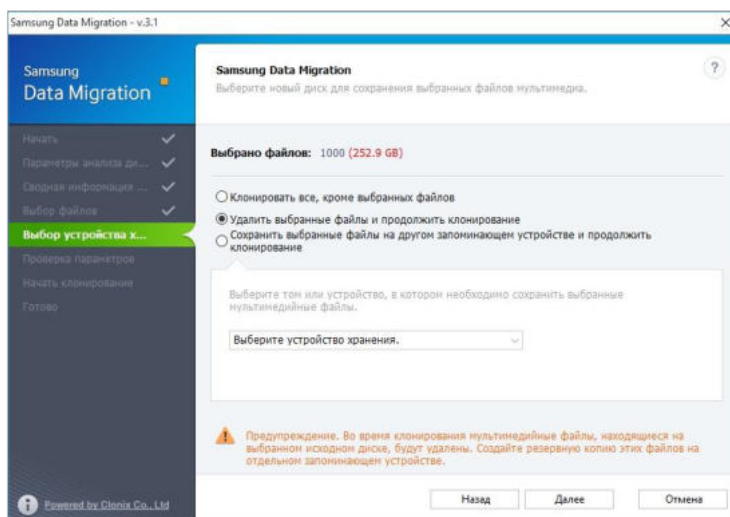 Samsung Data Migration - v.3.1
Samsung
Data Migration
Samsung Data Migration
?
Выберите новый диск для сохранения выбранных файлов мультимедиа.
Начать
Параметры анализа ди...
Сводная информация ...
Выбор файлов
Выбор устройства х...
Проверка параметров
Начать клонирование
Готово
Выбрано файлов: 1000 (252.9 GB)
Клонировать все, кроме выбранных файлов
Удалить выбранные файлы и продолжить клонирование
Сохранить выбранные файлы на другом запоминающем устройстве и продолжить
клонирование
Выберите том или устройство, в котором необходимо сохранить выбранные
мультимедийные файлы.
Выберите устройство хранения.
Предупреждение. Во время клонирования мультимедийные файлы, находящиеся на
выбранном исходном диске, будут удалены. Создайте резервную копию этих файлов на
отдельном запоминающем устройстве.
Powered by Clonix Co., Ltd
Назад
Далее
Отмена